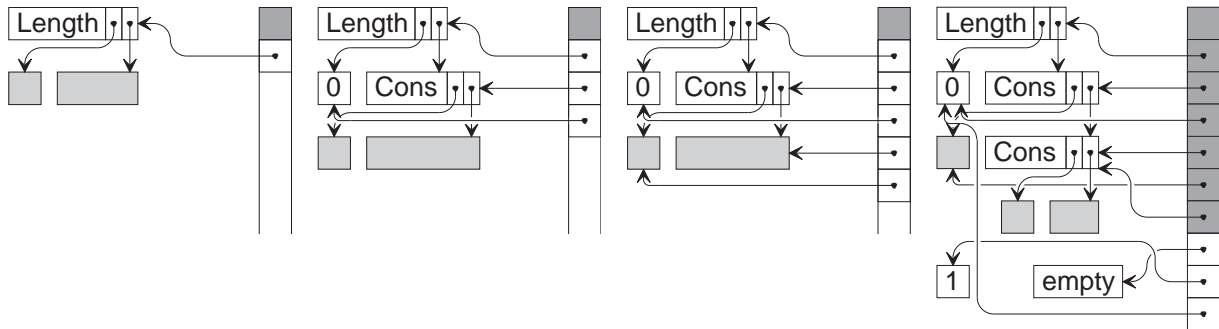 Length Length Length Length
0 Cons 0 Cons 0 Cons
Cons
1 empty